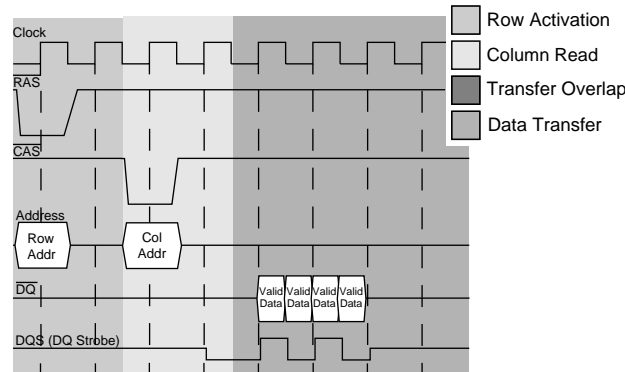 Clock
RAS
CAS
Address
Row
Addr
Col
Addr
DQ
Valid
Data
Valid
Data
Valid
Data
Valid
Data
DQS (DQ Strobe)
Row Activation
Column Read
Transfer Overlap
Data Transfer